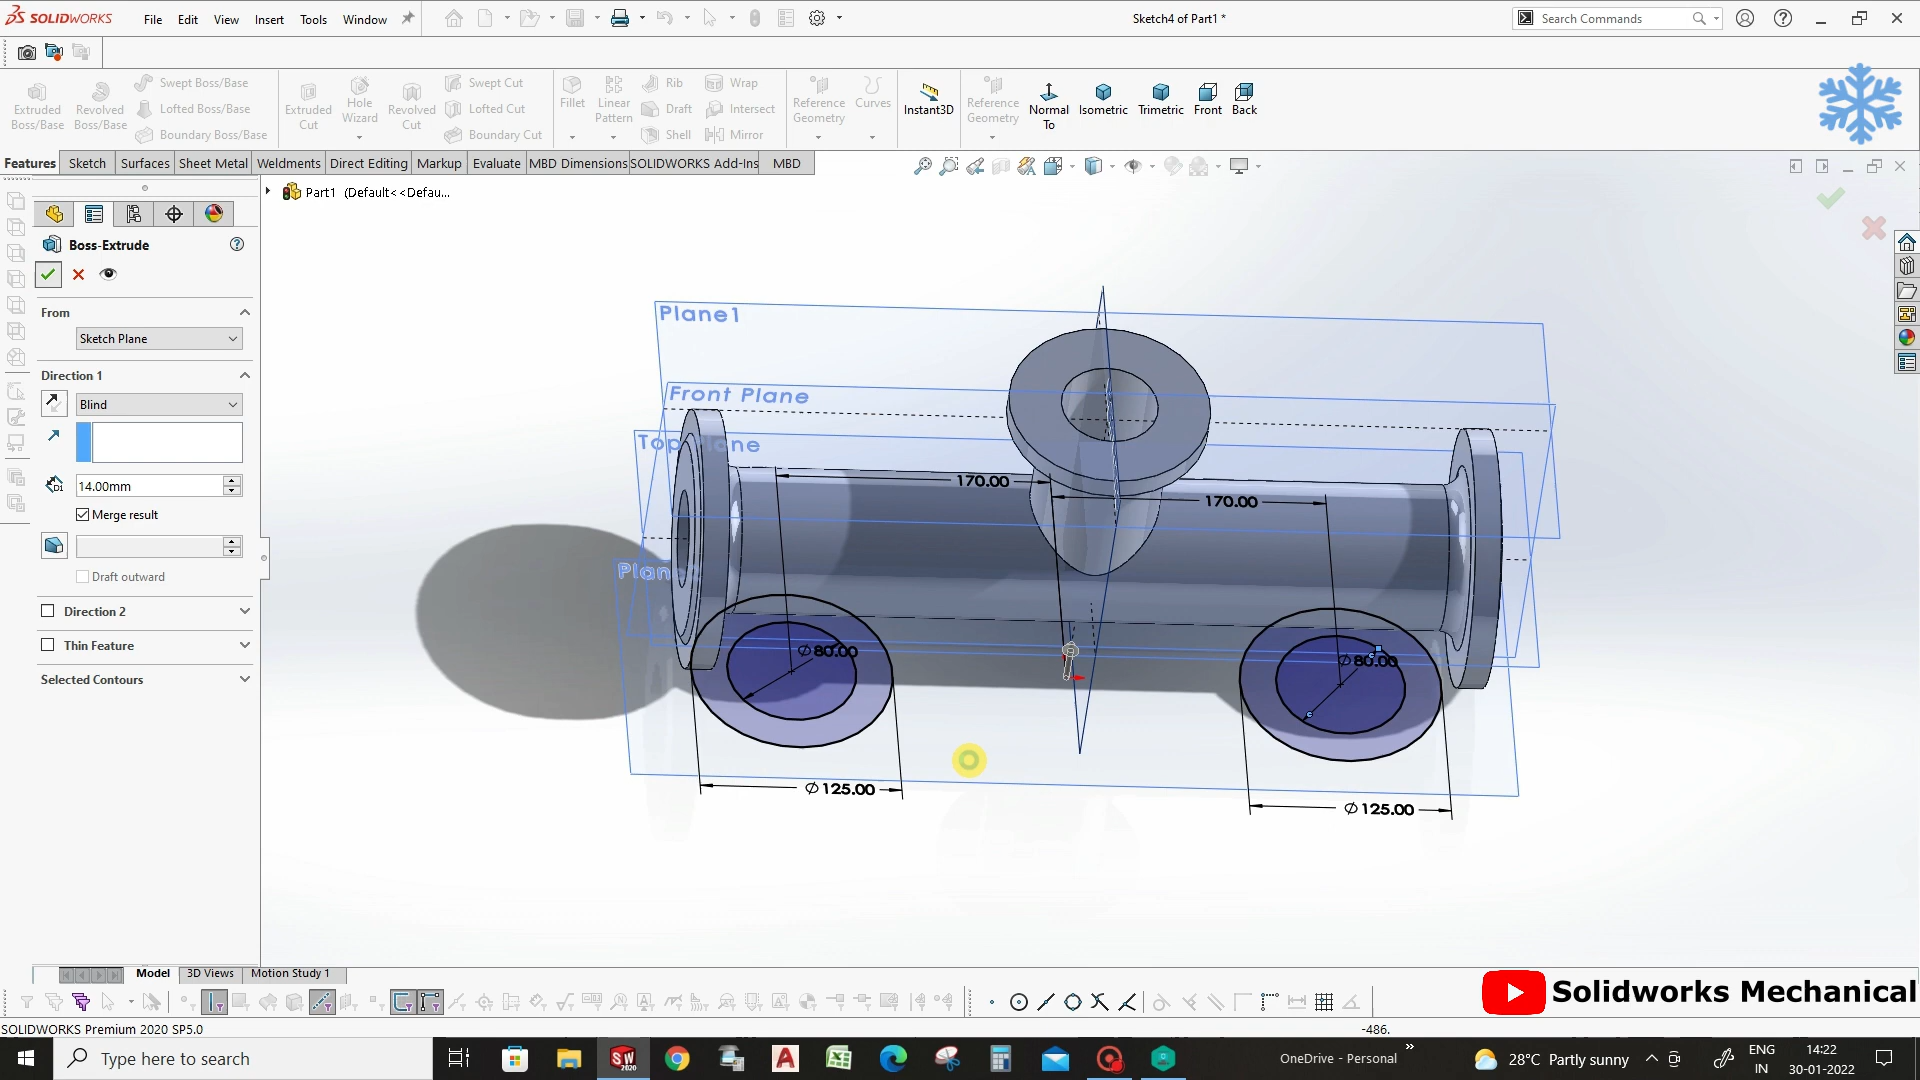 SOLIDWORKS File Edit View Insert Tools Window
Sketch4 of Part1 *
Search Commands
Extruded Boss/Base
Revolved Boss/Base
Swept Boss/Base
Lofted Boss/Base
Boundary Boss/Base
Extruded Cut
Hole Wizard
Revolved Cut
Swept Cut
Lofted Cut
Boundary Cut
Fillet
Linear Pattern
Rib
Draft
Shell
Wrap
Intersect
Mirror
Reference Geometry
Curves
Instant3D
Reference Geometry
Normal To
Isometric
Trimetric
Front
Back
Features Sketch Surfaces Sheet Metal Weldments Direct Editing Markup Evaluate MBD Dimensions SOLIDWORKS Add-Ins MBD
Part1 (Default<<Defau...
Boss-Extrude
From
Sketch Plane
Direction 1
Blind
D1
14.00mm
Merge result
Draft outward
Direction 2
Thin Feature
Selected Contours
Plane1
Front Plane
Top Plane
170.00
170.00
Ø80.00
Ø80.00
Ø125.00
Ø125.00
Model 3D Views Motion Study 1
Solidworks Mechanical
SOLIDWORKS Premium 2020 SP5.0
-486.
Type here to search
SW
2020
OneDrive - Personal
»
28°C Partly sunny
ENG
IN
14:22
30-01-2022